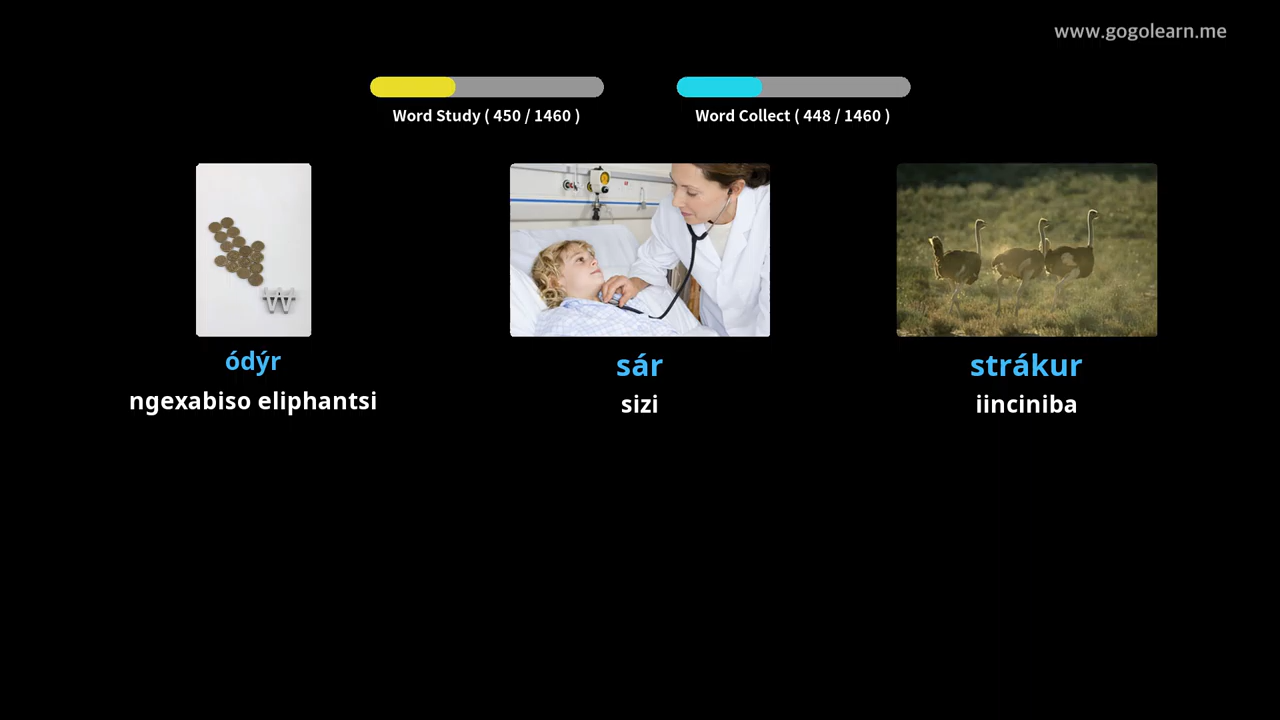 www.gogolearn.me
Word Study ( 450 / 1460 )
Word Collect ( 448 / 1460 )
ódýr
ngexabiso eliphantsi
sár
sizi
strákur
iinciniba